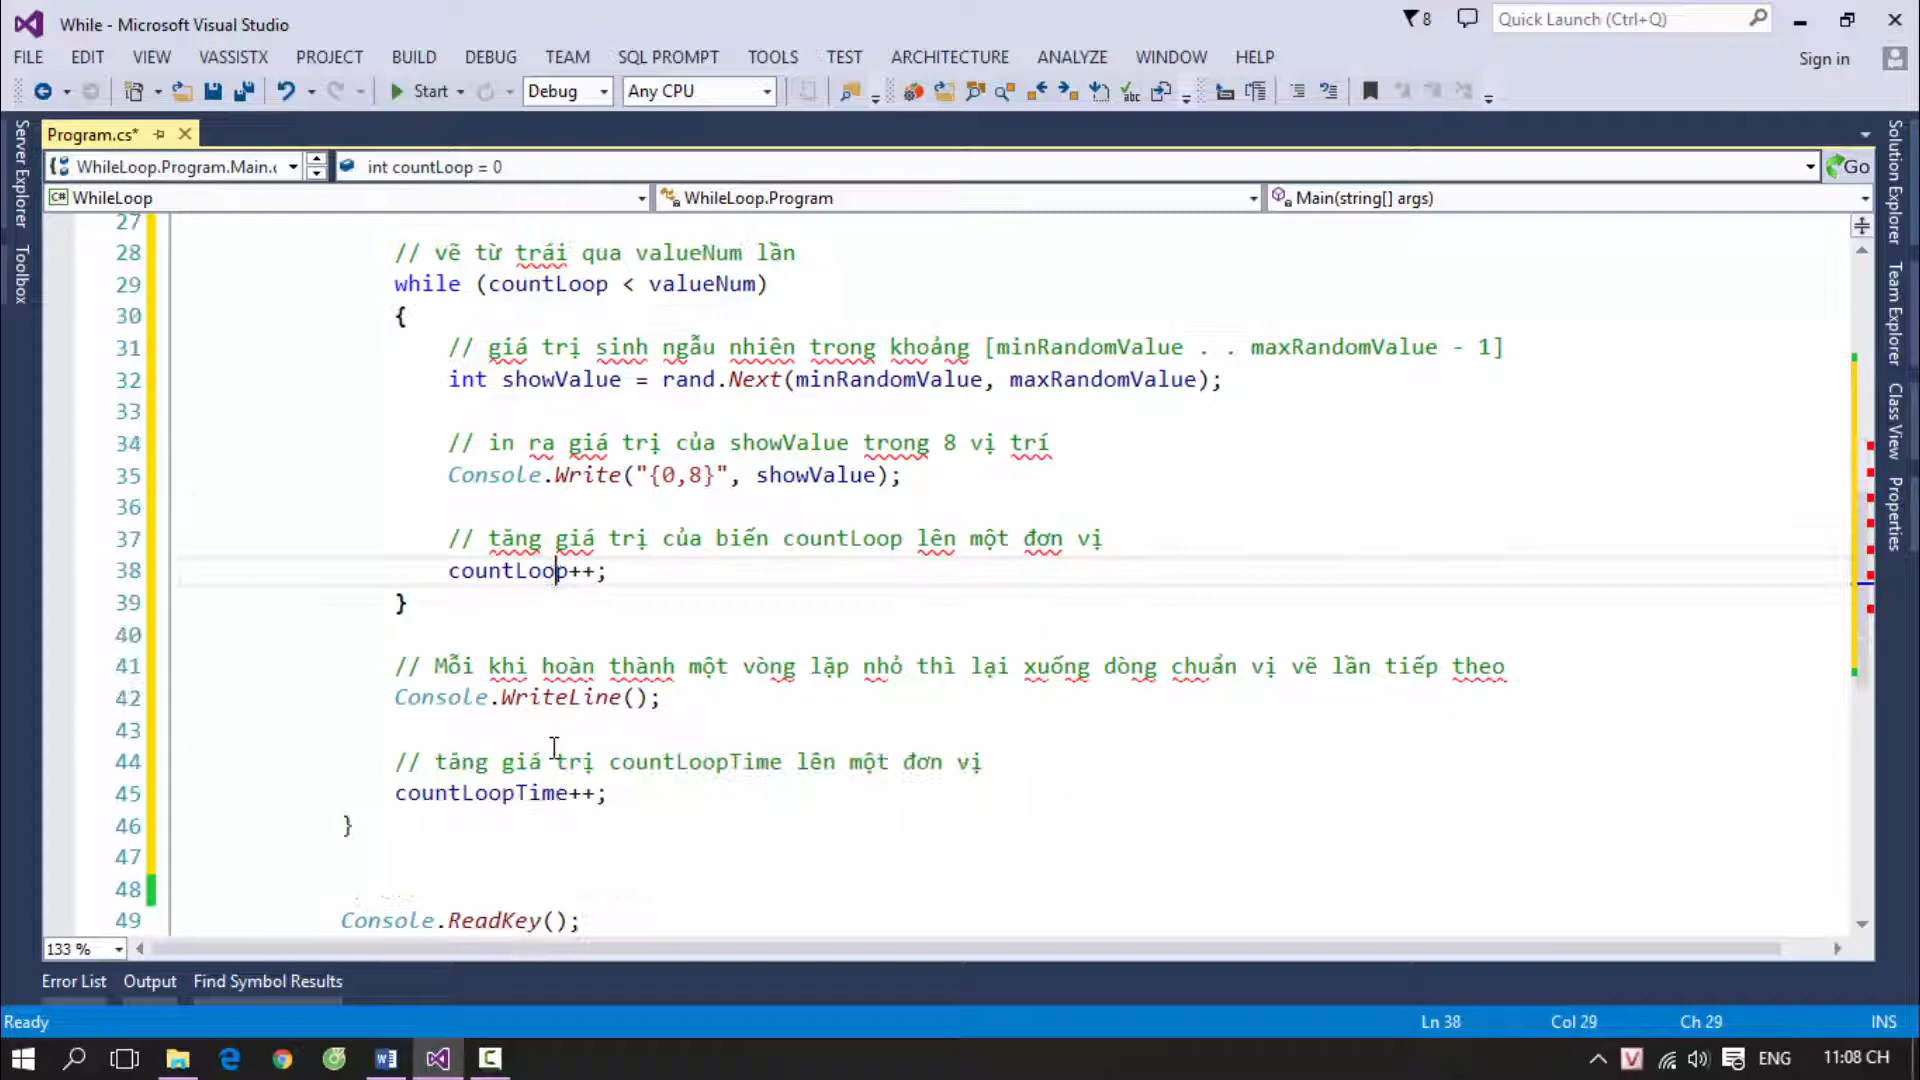 While - Microsoft Visual Studio
8
Quick Launch (Ctrl+Q)
FILE EDIT VIEW VASSISTX PROJECT BUILD DEBUG TEAM SQL PROMPT TOOLS TEST ARCHITECTURE ANALYZE WINDOW HELP
Sign in
Start Debug Any CPU
Program.cs*
WhileLoop.Program.Main.c int countLoop = 0 Go
WhileLoop WhileLoop.Program Main(string[] args)
27
28 // vẽ từ trái qua valueNum lần
29 while (countLoop < valueNum)
30 {
31 // giá trị sinh ngẫu nhiên trong khoảng [minRandomValue . . maxRandomValue - 1]
32 int showValue = rand.Next(minRandomValue, maxRandomValue);
33
34 // in ra giá trị của showValue trong 8 vị trí
35 Console.Write("{0,8}", showValue);
36
37 // tăng giá trị của biến countLoop lên một đơn vị
38 countLoop++;
39 }
40
41 // Mỗi khi hoàn thành một vòng lặp nhỏ thì lại xuống dòng chuẩn vị vẽ lần tiếp theo
42 Console.WriteLine();
43
44 // tăng giá trị countLoopTime lên một đơn vị
45 countLoopTime++;
46 }
47
48
49 Console.ReadKey();
Server Explorer
Toolbox
Solution Explorer
Team Explorer
Class View
Properties
133 %
Error List Output Find Symbol Results
Ready Ln 38 Col 29 Ch 29 INS
ENG 11:08 CH